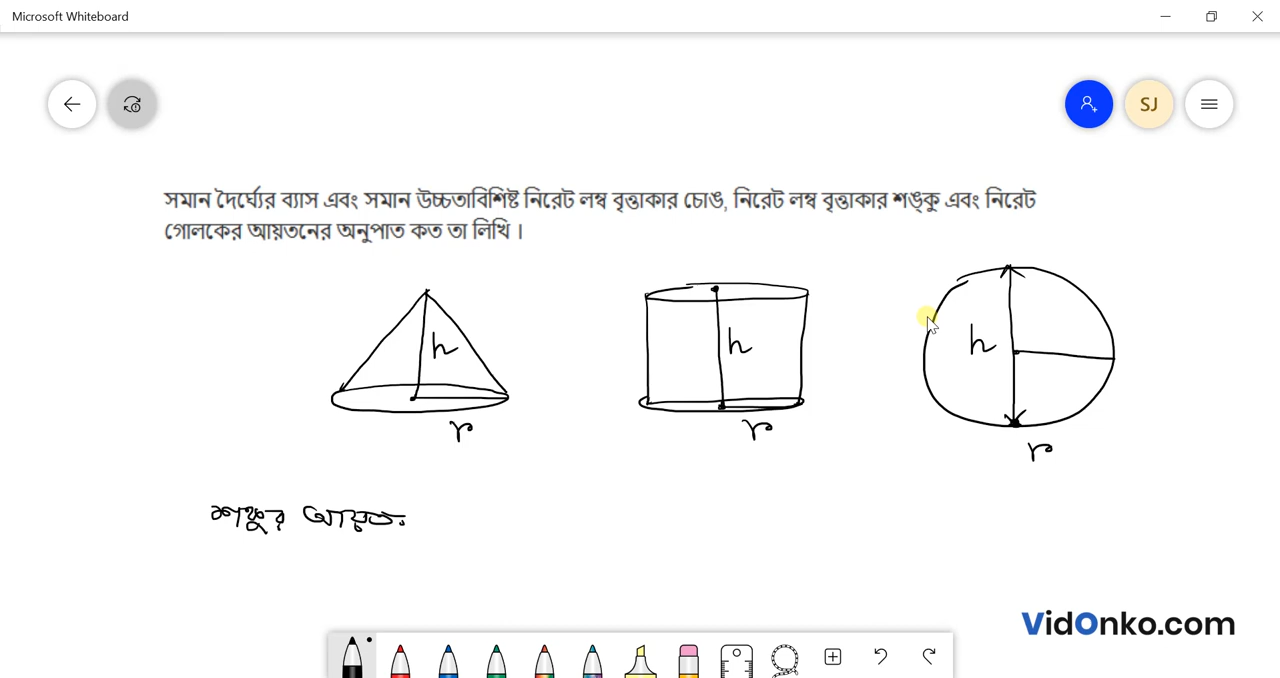 Microsoft Whiteboard
SJ
সমান দৈর্ঘ্যের ব্যাস এবং সমান উচ্চতাবিশিষ্ট নিরেট লম্ব বৃত্তাকার চোঙ, নিরেট লম্ব বৃত্তাকার শঙ্কু এবং নিরেট
গোলকের আয়তনের অনুপাত কত তা লিখি ।
h
h
h
r
r
r
শঙ্কুর আয়ত
VidOnko.com